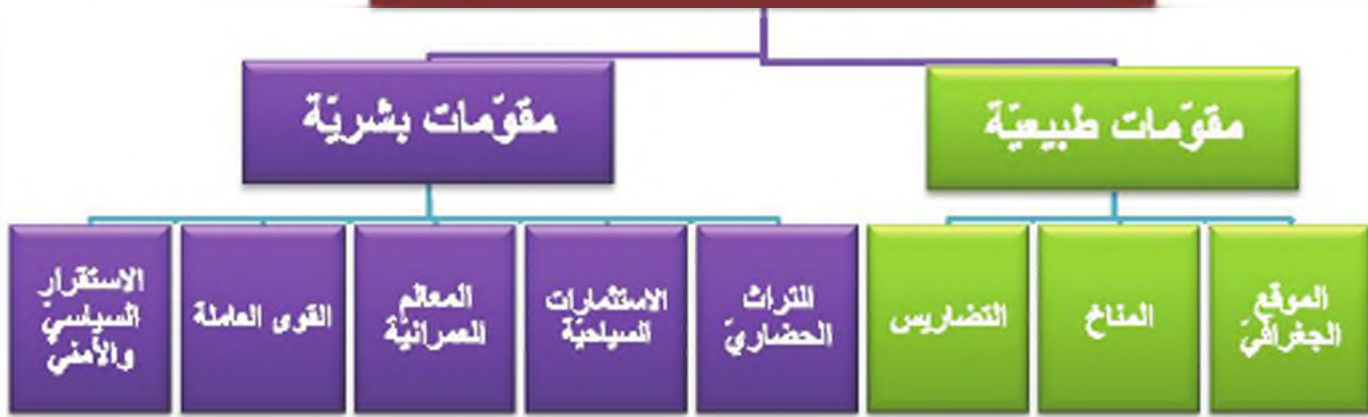 مقوّمات طبيعيّة
مقوّمات بشريّة
الموقع
الجغرافيّ
المناخ
التضاريس
التراث
الحضاريّ
الاستثمارات
السياحيّة
المعالم
العمرانيّة
القوى العاملة
الاستقرار
السياسيّ
والأمنيّ